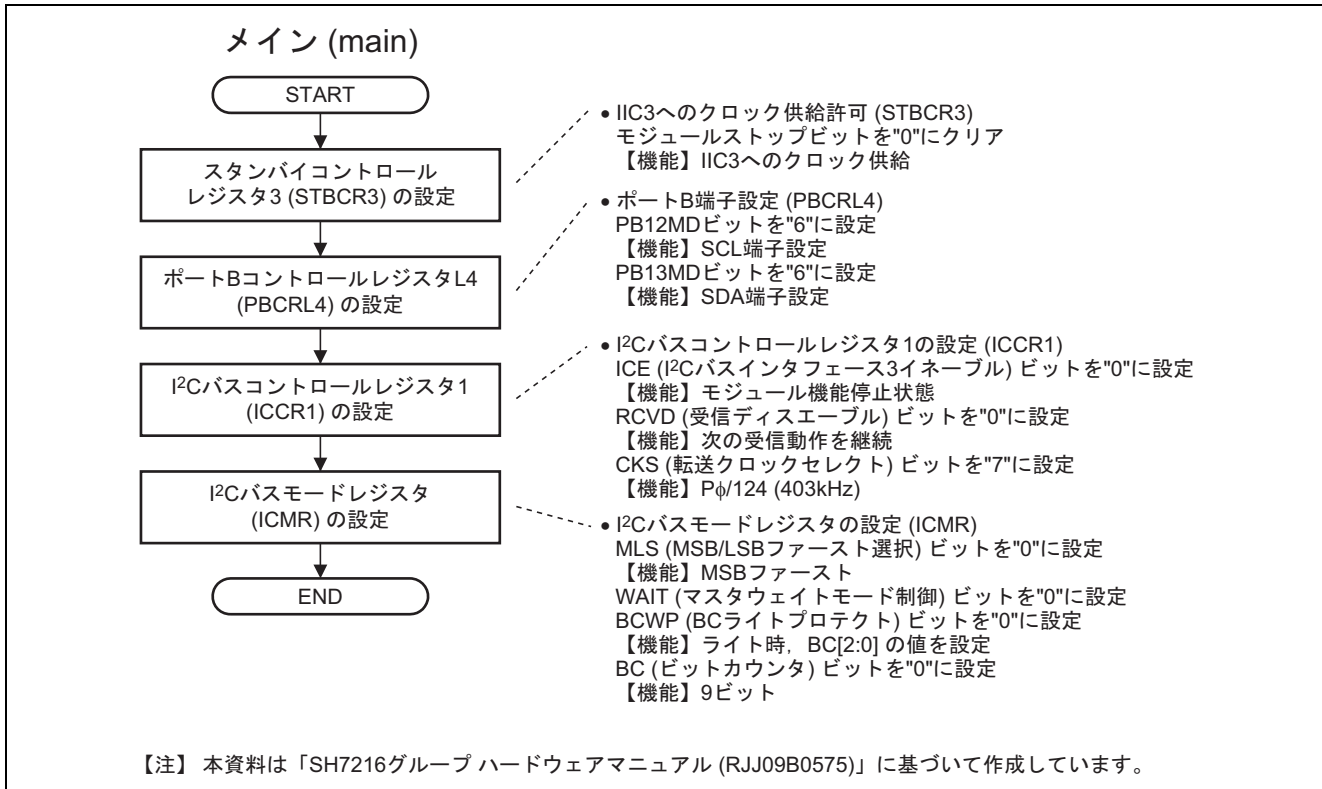 メイン (main)
START
スタンバイコントロール
レジスタ3 (STBCR3) の設定
ポートBコントロールレジスタL4
(PBCRL4) の設定
I²Cバスコントロールレジスタ1
(ICCR1) の設定
I²Cバスモードレジスタ
(ICMR) の設定
END
● IIC3へのクロック供給許可 (STBCR3)
モジュールストップビットを"0"にクリア
【機能】IIC3へのクロック供給
● ポートB端子設定 (PBCRL4)
PB12MDビットを"6"に設定
【機能】SCL端子設定
PB13MDビットを"6"に設定
【機能】SDA端子設定
● I²Cバスコントロールレジスタ1の設定 (ICCR1)
ICE (I²Cバスインタフェース3イネーブル) ビットを"0"に設定
【機能】モジュール機能停止状態
RCVD (受信ディスエーブル) ビットを"0"に設定
【機能】次の受信動作を継続
CKS (転送クロックセレクト) ビットを"7"に設定
【機能】Pφ/124 (403kHz)
● I²Cバスモードレジスタの設定 (ICMR)
MLS (MSB/LSBファースト選択) ビットを"0"に設定
【機能】MSBファースト
WAIT (マスタウェイトモード制御) ビットを"0"に設定
BCWP (BCライトプロテクト) ビットを"0"に設定
【機能】ライト時，BC[2:0] の値を設定
BC (ビットカウンタ) ビットを"0"に設定
【機能】9ビット
【注】 本資料は「SH7216グループ ハードウェアマニュアル (RJJ09B0575)」に基づいて作成しています。